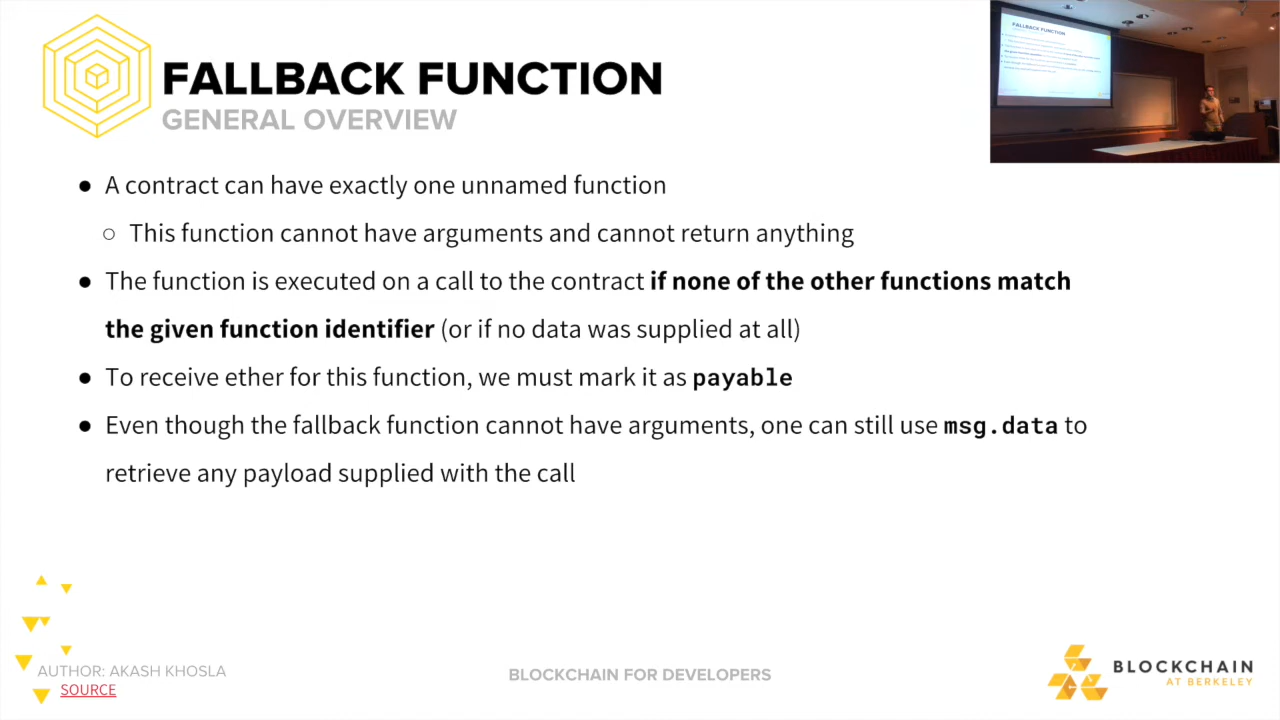 FALLBACK FUNCTION
GENERAL OVERVIEW
FALLBACK FUNCTION
● A contract can have exactly one unnamed function
○ This function cannot have arguments and cannot return anything
● The function is executed on a call to the contract if none of the other functions match
the given function identifier (or if no data was supplied at all)
● To receive ether for this function, we must mark it as payable
● Even though the fallback function cannot have arguments, one can still use msg.data to
retrieve any payload supplied with the call
AUTHOR: AKASH KHOSLA
SOURCE
BLOCKCHAIN FOR DEVELOPERS
BLOCKCHAIN
AT BERKELEY